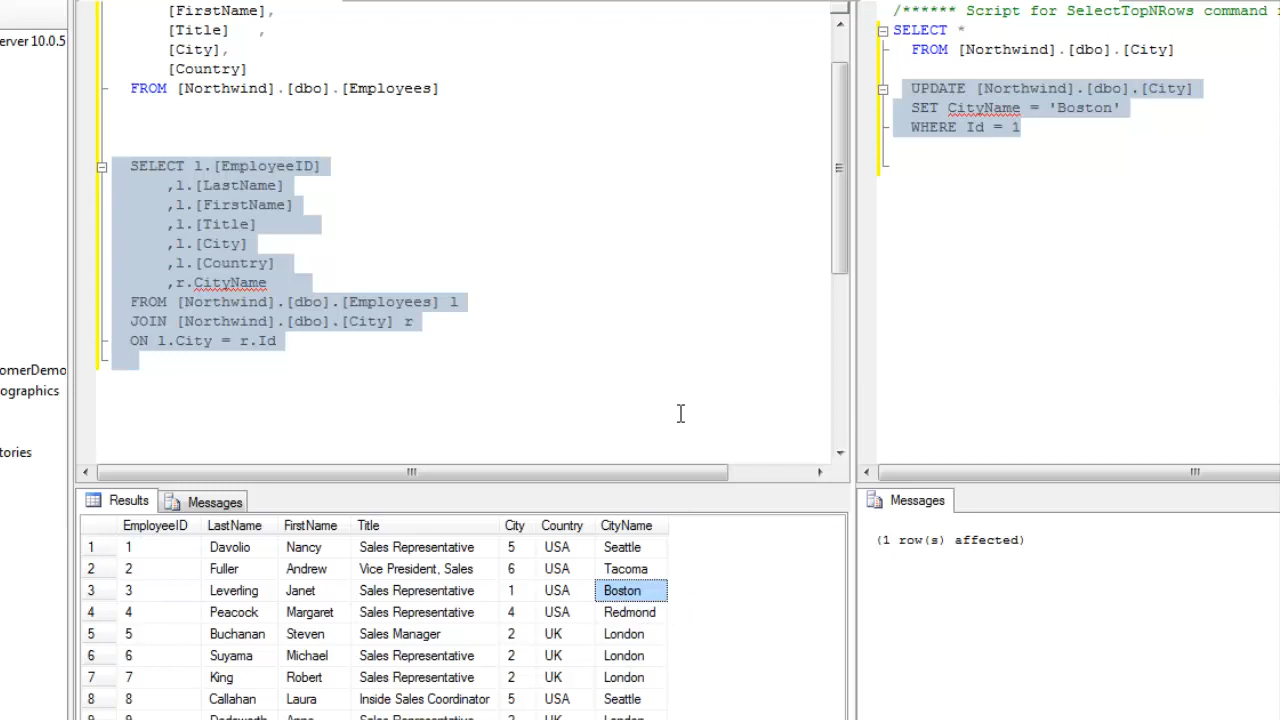 erver 10.0.5
omerDemo
ographics
tories
[FirstName],
[Title] ,
[City],
[Country]
FROM [Northwind].[dbo].[Employees]
SELECT l.[EmployeeID]
,l.[LastName]
,l.[FirstName]
,l.[Title]
,l.[City]
,l.[Country]
,r.CityName
FROM [Northwind].[dbo].[Employees] l
JOIN [Northwind].[dbo].[City] r
ON l.City = r.Id
/****** Script for SelectTopNRows command
SELECT *
FROM [Northwind].[dbo].[City]
UPDATE [Northwind].[dbo].[City]
SET CityName = 'Boston'
WHERE Id = 1
Results Messages
EmployeeID LastName FirstName Title City Country CityName
1 1 Davolio Nancy Sales Representative 5 USA Seattle
2 2 Fuller Andrew Vice President, Sales 6 USA Tacoma
3 3 Leverling Janet Sales Representative 1 USA Boston
4 4 Peacock Margaret Sales Representative 4 USA Redmond
5 5 Buchanan Steven Sales Manager 2 UK London
6 6 Suyama Michael Sales Representative 2 UK London
7 7 King Robert Sales Representative 2 UK London
8 8 Callahan Laura Inside Sales Coordinator 5 USA Seattle
Messages
(1 row(s) affected)